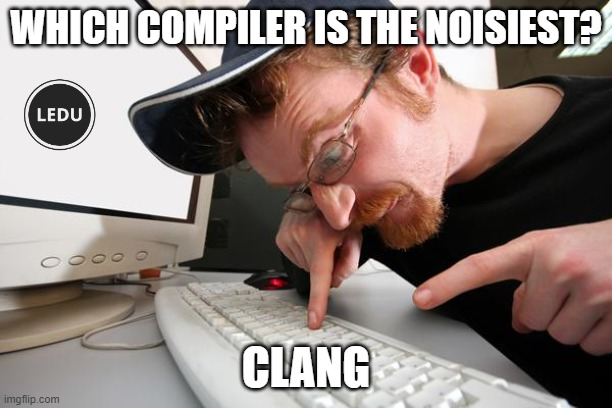 WHICH COMPILER IS THE NOISIEST?
LEDU
CLANG
imgflip.com